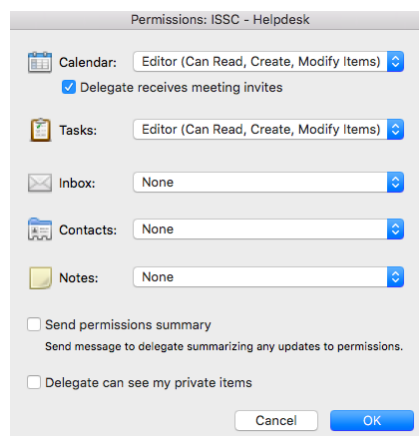 Permissions: ISSC - Helpdesk
Calendar: Editor (Can Read, Create, Modify Items)
Delegate receives meeting invites
Tasks: Editor (Can Read, Create, Modify Items)
Inbox: None
Contacts: None
Notes: None
Send permissions summary
Send message to delegate summarizing any updates to permissions.
Delegate can see my private items
Cancel OK